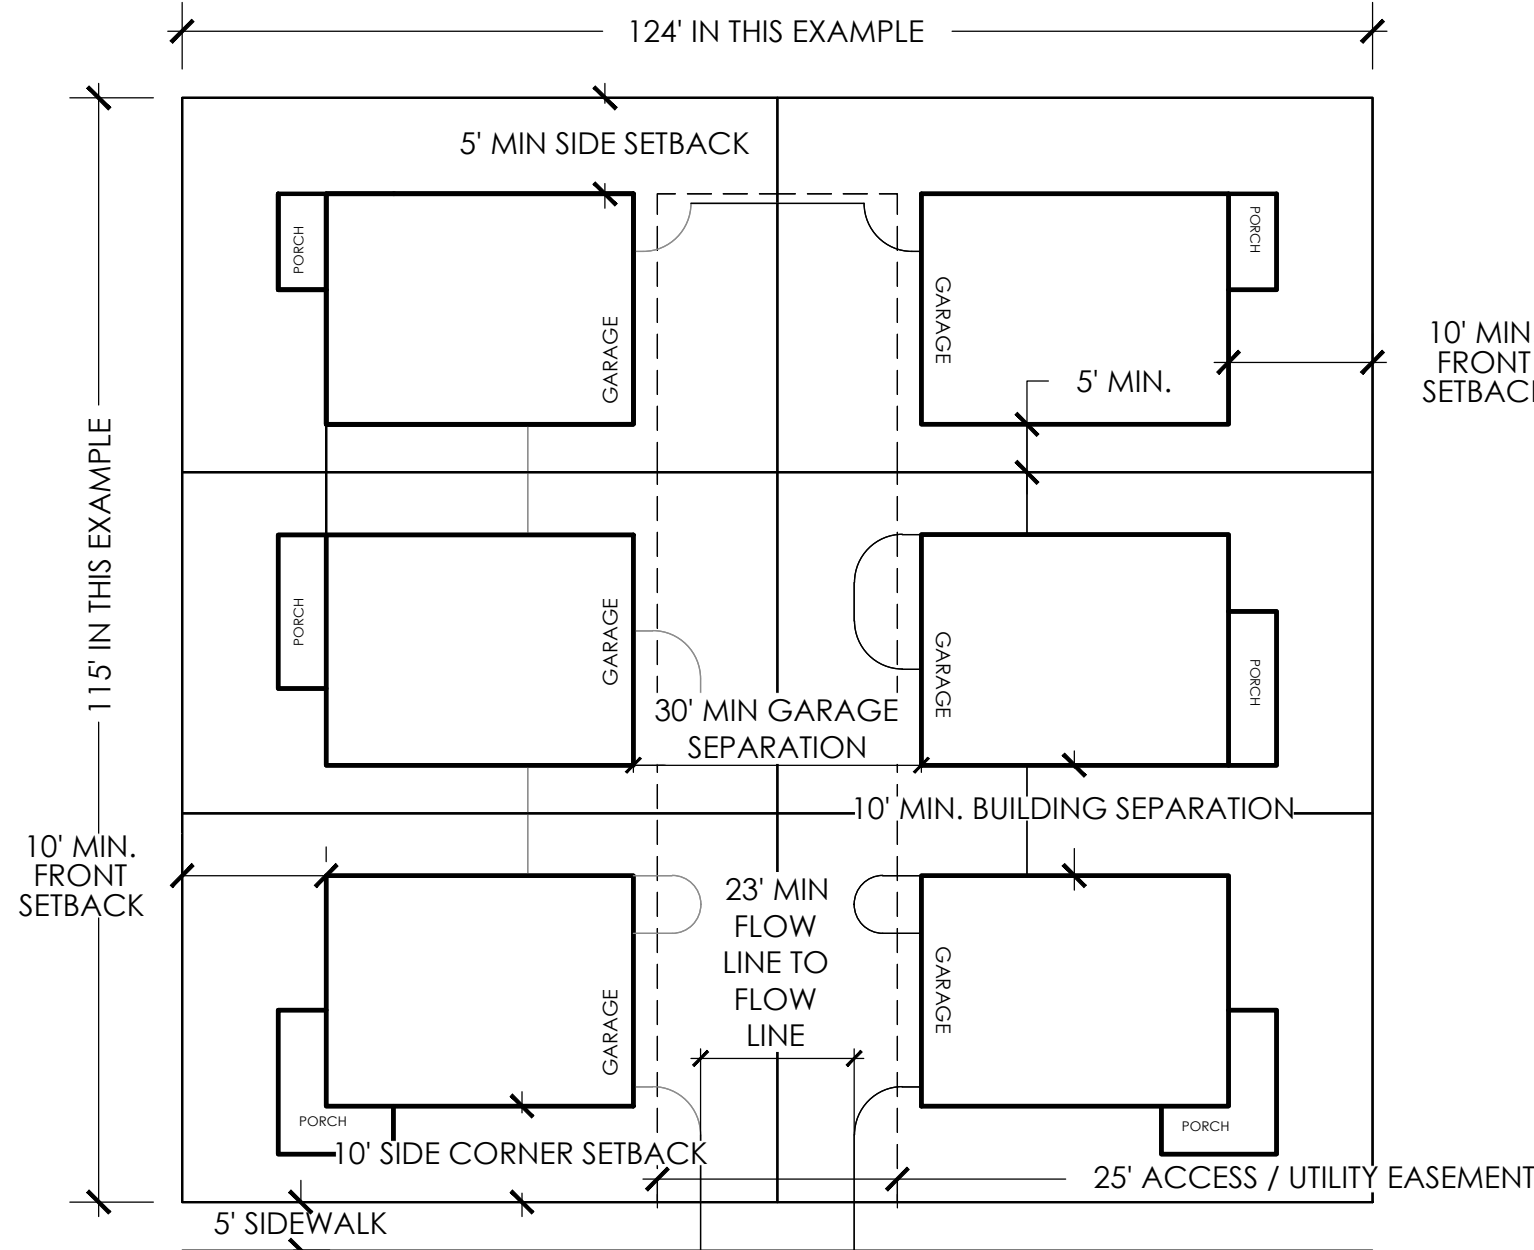 124' IN THIS EXAMPLE
5' MIN SIDE SETBACK
PORCH
PORCH
GARAGE
GARAGE
10' MIN
FRONT
SETBACK
5' MIN.
115' IN THIS EXAMPLE
PORCH
GARAGE
GARAGE
PORCH
30' MIN GARAGE
SEPARATION
10' MIN. BUILDING SEPARATION
10' MIN.
FRONT
SETBACK
23' MIN
FLOW
LINE TO
FLOW
LINE
GARAGE
GARAGE
PORCH
PORCH
10' SIDE CORNER SETBACK
25' ACCESS / UTILITY EASEMENT
5' SIDEWALK